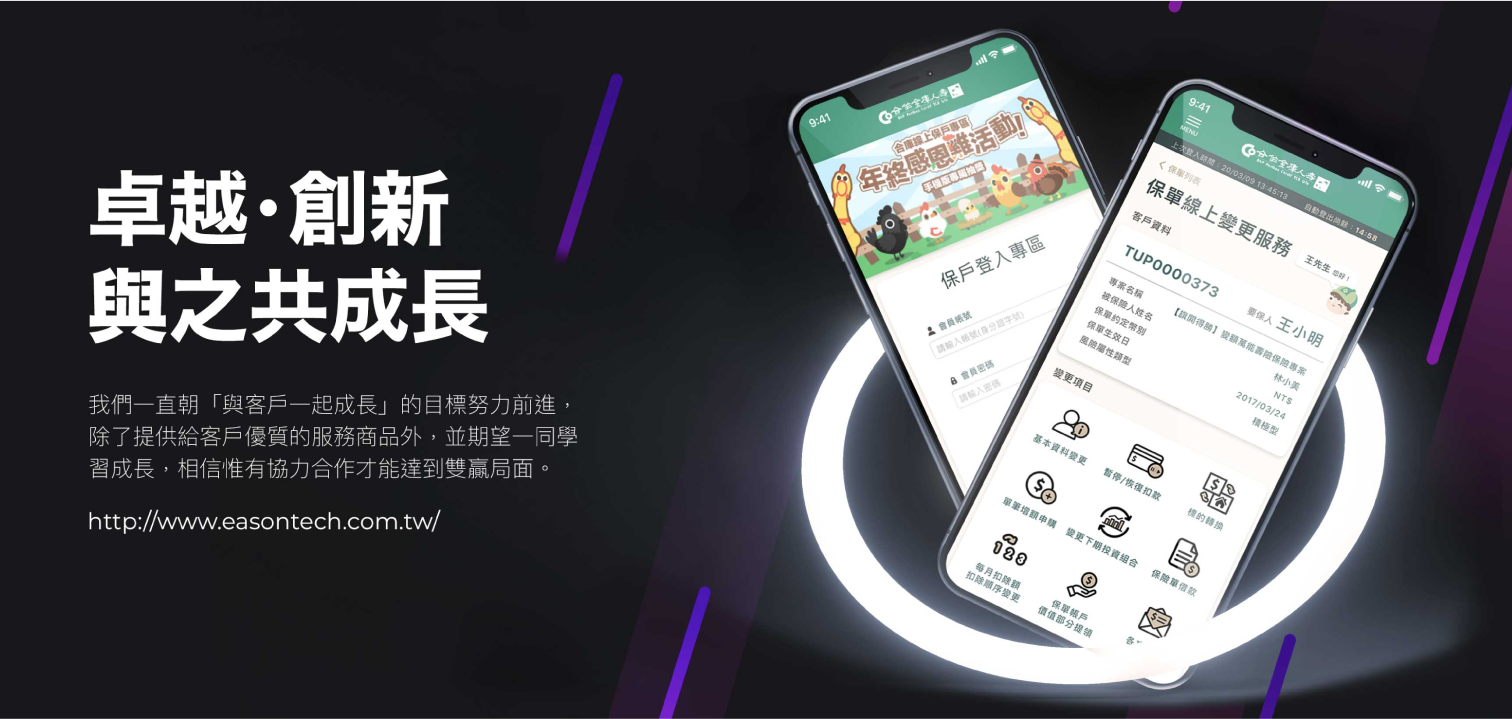 卓越·創新
與之共成長
我們一直朝「與客戶一起成長」的目標努力前進，
除了提供給客戶優質的服務商品外，並期望一同學
習成長，相信惟有協力合作才能達到雙贏局面。
http://www.easontech.com.tw/
9:41
合作金庫人壽
合庫線上保戶專區
年終感恩雞活動!
手機版專屬抽獎
保戶登入專區
會員帳號
請輸入帳號(身分證字號)
會員密碼
請輸入密碼
9:41
MENU
合作金庫人壽
上次登入時間：20/03/09 13:45:13
自動登出尚餘：14:58
保單列表
保單線上變更服務
王先生 您好！
客戶資料
TUP0000373
要保人 王小明
專案名稱
變額萬能壽險保險專案
被保險人姓名
林小美
保單約定幣別
NT$
保單生效日
2017/03/24
風險屬性類型
積極型
變更項目
基本資料變更
暫停/恢復扣款
標的轉換
單筆增額申購
變更下期投資組合
保險單借款
123
每月扣除額
扣除順序變更
保單帳戶
價值部分提領
各